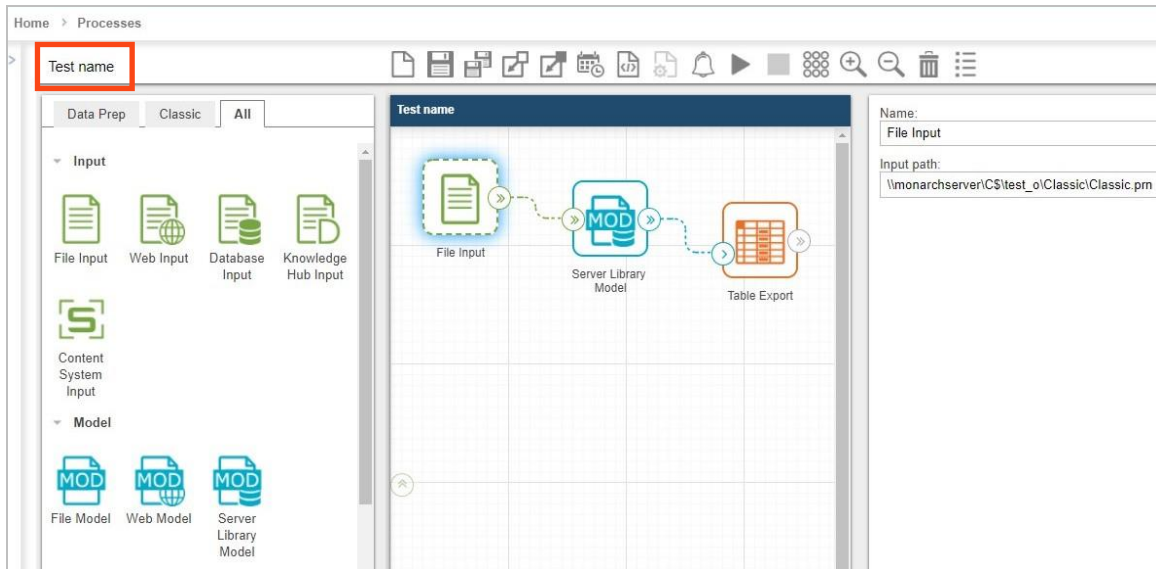 Home > Processes
Test name
Data Prep
Classic
All
Input
File Input
Web Input
Database
Input
Knowledge
Hub Input
Content
System
Input
Model
MOD
File Model
MOD
Web Model
MOD
Server
Library
Model
Test name
File Input
MOD
Server Library
Model
Table Export
Name:
File Input
Input path:
\\monarchserver\C$\test_o\Classic\Classic.prn